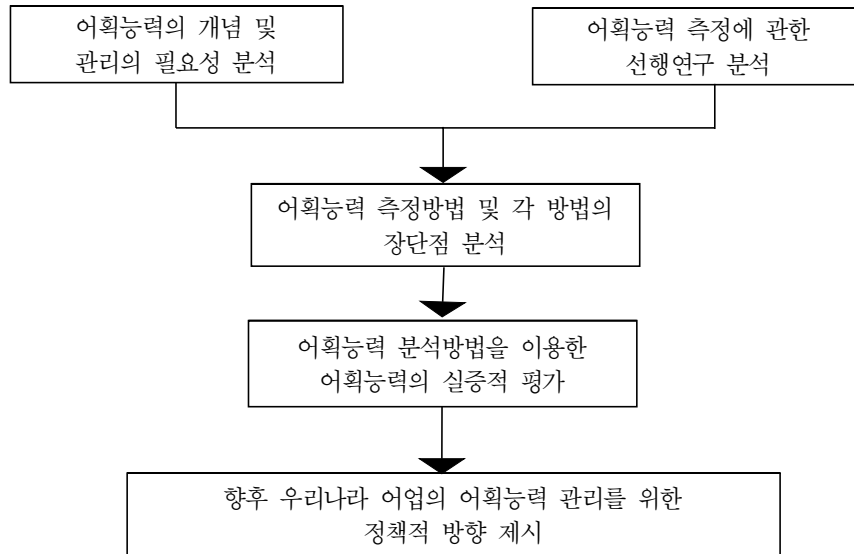 어획능력의 개념 및
관리의 필요성 분석
어획능력 측정에 관한
선행연구 분석
어획능력 측정방법 및 각 방법의
장단점 분석
어획능력 분석방법을 이용한
어획능력의 실증적 평가
향후 우리나라 어업의 어획능력 관리를 위한
정책적 방향 제시